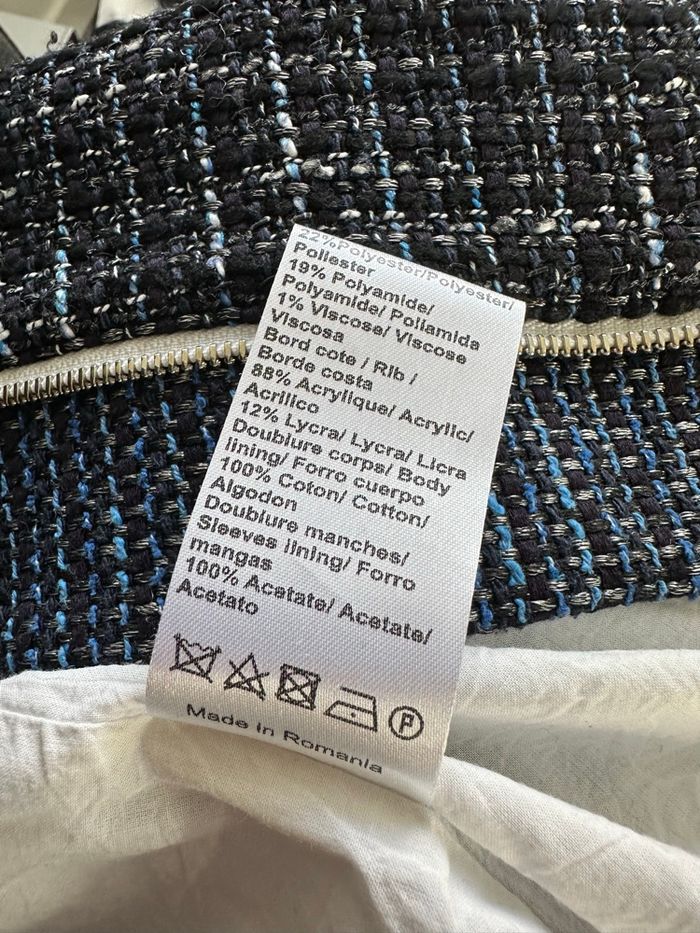 22%Polyester/Polyester/
Poliester
19% Polyamide/
Polyamide/ Poliamida
1% Viscose/ Viscose
Viscosa
Bord cote / Rib /
Borde costa
88% Acrylique/ Acrylic/
Acrilico
12% Lycra/ Lycra/ Licra
Doublure corps/ Body
lining/ Forro cuerpo
100% Coton/ Cotton/
Algodon
Doublure manches/
Sleeves lining/ Forro
mangas
100% Acetate/ Acetate/
Acetato
P
Made in Romania